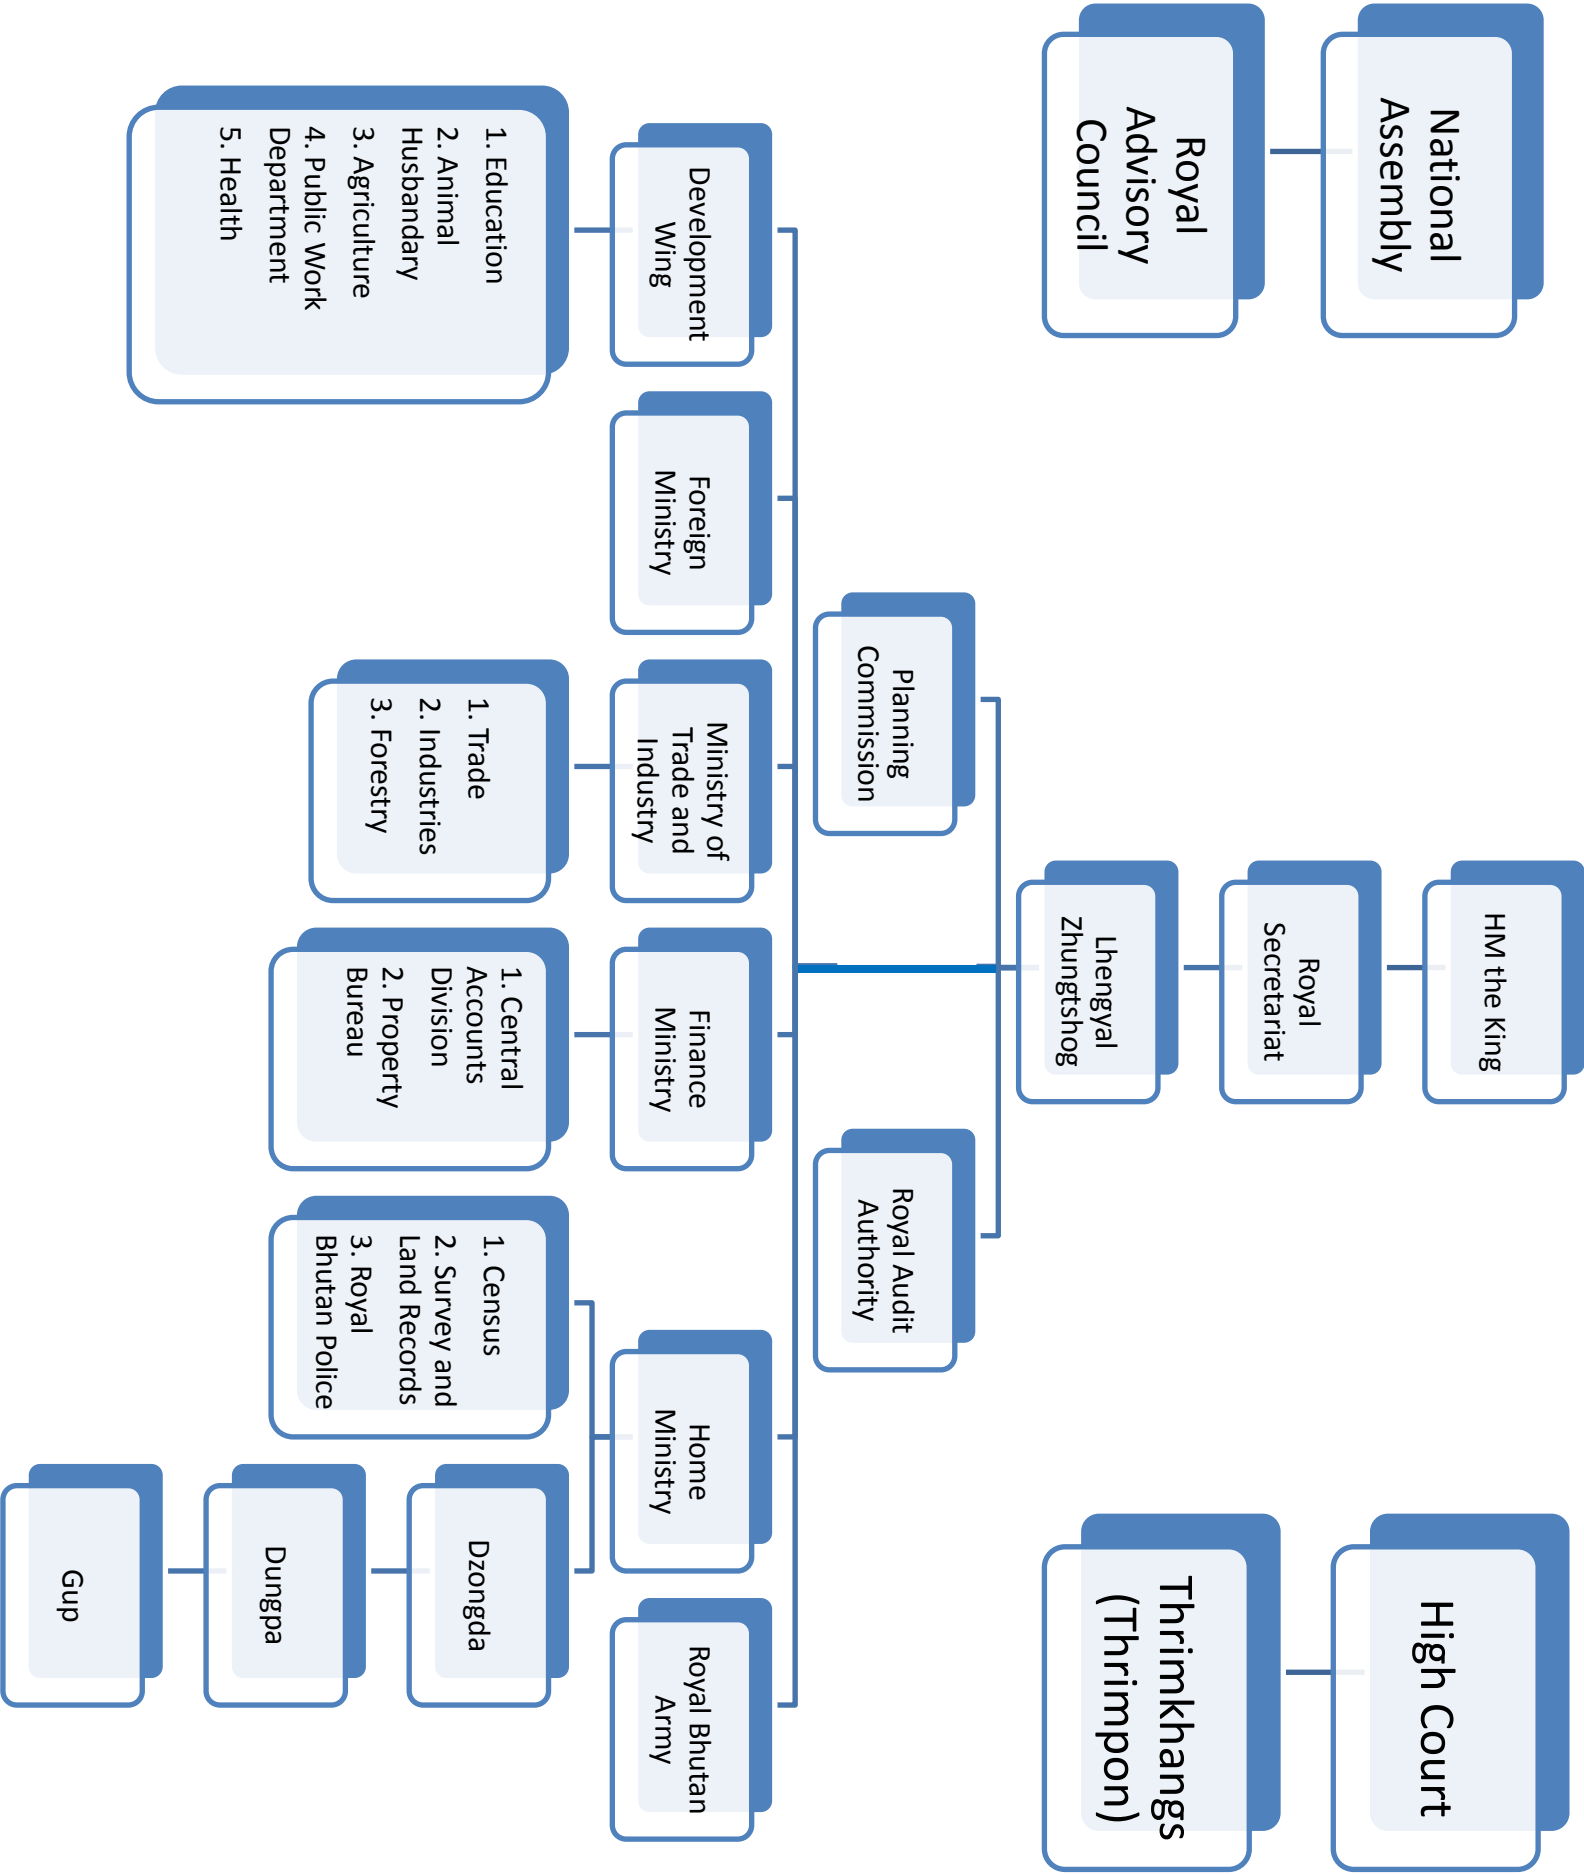 National
Assembly
Royal
Advisory
Council
HM the King
Royal
Secretariat
Lhengyal
Zhungtshog
High Court
Thrimkhangs
(Thrimpon)
Planning
Commission
Royal Audit
Authority
Development
Wing
Foreign
Ministry
Ministry of
Trade and
Industry
Finance
Ministry
Home
Ministry
Royal Bhutan
Army
1. Education
2. Animal
Husbandary
3. Agriculture
4. Public Work
Department
5. Health
1. Trade
2. Industries
3. Forestry
1. Central
Accounts
Division
2. Property
Bureau
1. Census
2. Survey and
Land Records
3. Royal
Bhutan Police
Dzongda
Dungpa
Gup